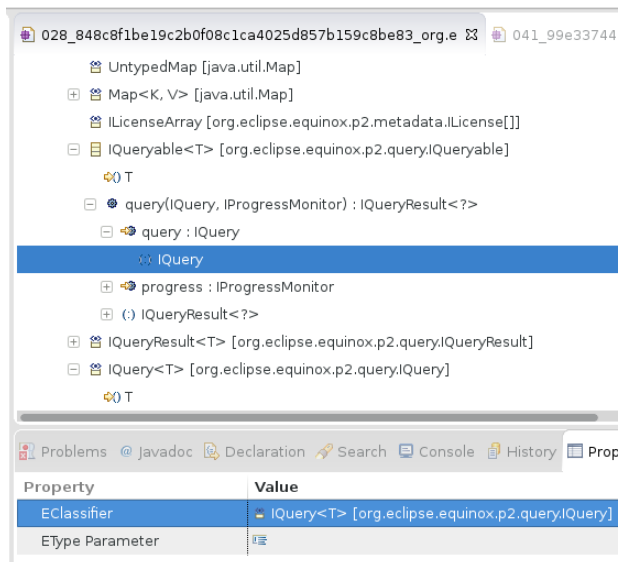 028_848c8f1be19c2b0f08c1ca4025d857b159c8be83_org.e 041_99e33744
UntypedMap [java.util.Map]
Map<K, V> [java.util.Map]
ILicenseArray [org.eclipse.equinox.p2.metadata.ILicense[]]
IQueryable<T> [org.eclipse.equinox.p2.query.IQueryable]
T
query(IQuery, IProgressMonitor) : IQueryResult<?>
query : IQuery
IQuery
progress : IProgressMonitor
IQueryResult<?>
IQueryResult<T> [org.eclipse.equinox.p2.query.IQueryResult]
IQuery<T> [org.eclipse.equinox.p2.query.IQuery]
T
Problems @ Javadoc Declaration Search Console History Prop
Property Value
EClassifier IQuery<T> [org.eclipse.equinox.p2.query.IQuery]
EType Parameter